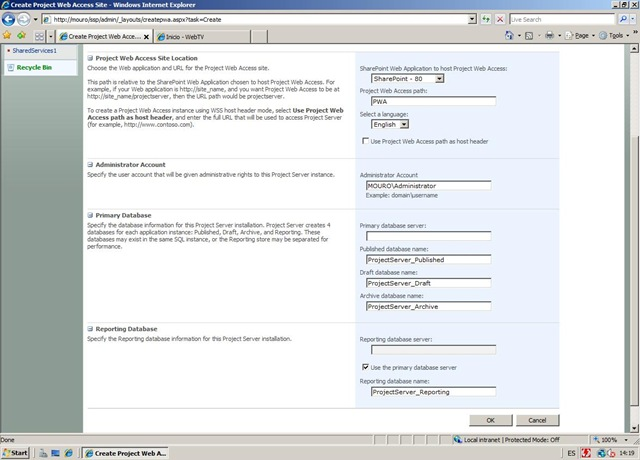 Create Project Web Access Site - Windows Internet Explorer
http://mouro/ssp/admin/_layouts/createpwa.aspx?task=Create
Live Search
Create Project Web Acce...
Inicio - WebTV
Page
Tools
SharedServices1
Recycle Bin
Project Web Access Site Location
Choose the Web application and URL for the Project Web Access site.
This path is relative to the SharePoint Web Application chosen to host Project Web Access. For
example, if your Web application is http://site_name, and you want Project Web Access to be at
http://site_name/projectserver, then the URL path would be projectserver.
To create a Project Web Access instance using WSS host header mode, select Use Project Web
Access path as host header, and enter the full URL that will be used to access Project Server
(for example, http://www.contoso.com).
SharePoint Web Application to host Project Web Access:
SharePoint - 80
Project Web Access path:
PWA
Select a language:
English
Use Project Web Access path as host header
Administrator Account
Specify the user account that will be given administrative rights to this Project Server instance.
Administrator Account
MOURO\Administrator
Example: domain\username
Primary Database
Specify the database information for this Project Server installation. Project Server creates 4
databases for each application instance: Published, Draft, Archive, and Reporting. These
databases may exist in the same SQL instance, or the Reporting store may be separated for
performance.
Primary database server:
Published database name:
ProjectServer_Published
Draft database name:
ProjectServer_Draft
Archive database name:
ProjectServer_Archive
Reporting Database
Specify the Reporting database information for this Project Server installation.
Reporting database server:
Use the primary database server
Reporting database name:
ProjectServer_Reporting
OK
Cancel
Done
Local intranet | Protected Mode: Off
100%
Start
Create Project Web A...
ES
14:19